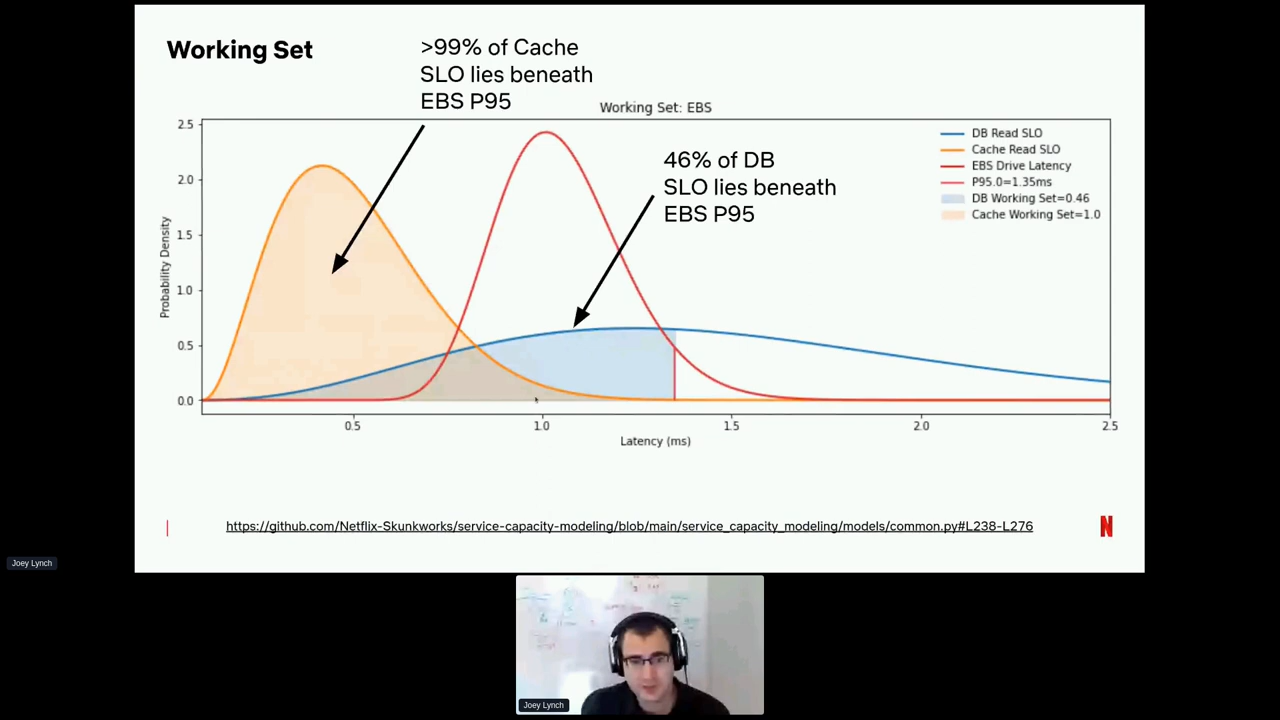 Working Set
>99% of Cache
SLO lies beneath
EBS P95
Working Set: EBS
46% of DB
SLO lies beneath
EBS P95
DB Read SLO
Cache Read SLO
EBS Drive Latency
P95.0=1.35ms
DB Working Set=0.46
Cache Working Set=1.0
Probability Density
2.5
2.0
1.5
1.0
0.5
0.0
0.5
1.0
1.5
2.0
2.5
Latency (ms)
https://github.com/Netflix-Skunkworks/service-capacity-modeling/blob/main/service_capacity_modeling/models/common.py#L238-L276
N
Joey Lynch
Joey Lynch